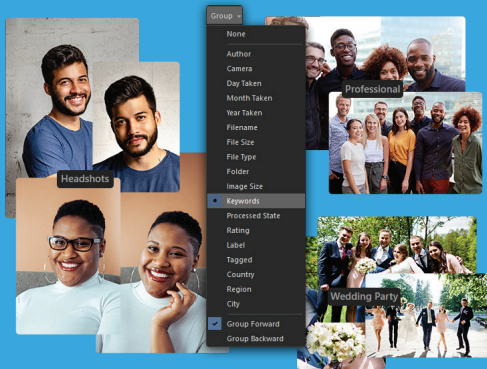 Group
None
Author
Camera
Day Taken
Month Taken
Year Taken
Filename
File Size
File Type
Folder
Image Size
Keywords
Processed State
Rating
Label
Tagged
Country
Region
City
Group Forward
Group Backward
Headshots
Professional
Wedding Party